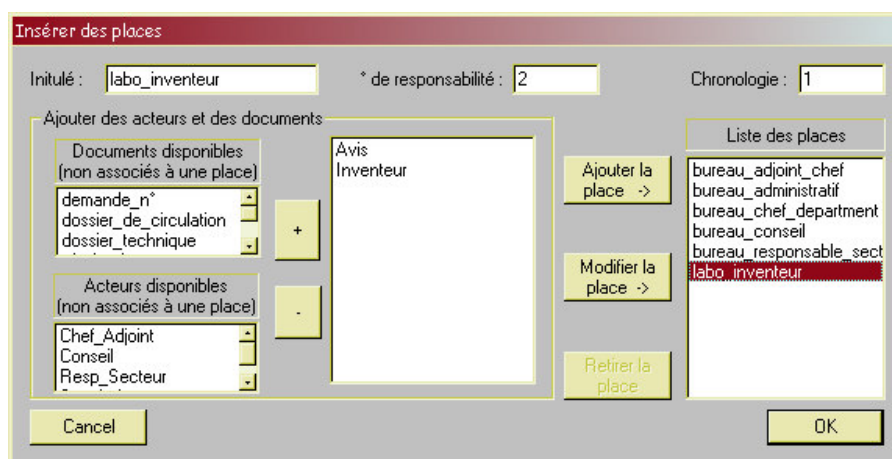 Insérer des places
Initulé : labo_inventeur
° de responsabilité : 2
Chronologie : 1
Ajouter des acteurs et des documents
Documents disponibles
(non associés à une place)
demande_n°
dossier_de_circulation
dossier_technique
+
Acteurs disponibles
(non associés à une place)
Chef_Adjoint
Conseil
Resp_Secteur
-
Avis
Inventeur
Ajouter la
place ->
Modifier la
place ->
Retirer la
place
Liste des places
bureau_adjoint_chef
bureau_administratif
bureau_chef_department
bureau_conseil
bureau_responsable_sect
labo_inventeur
Cancel
OK